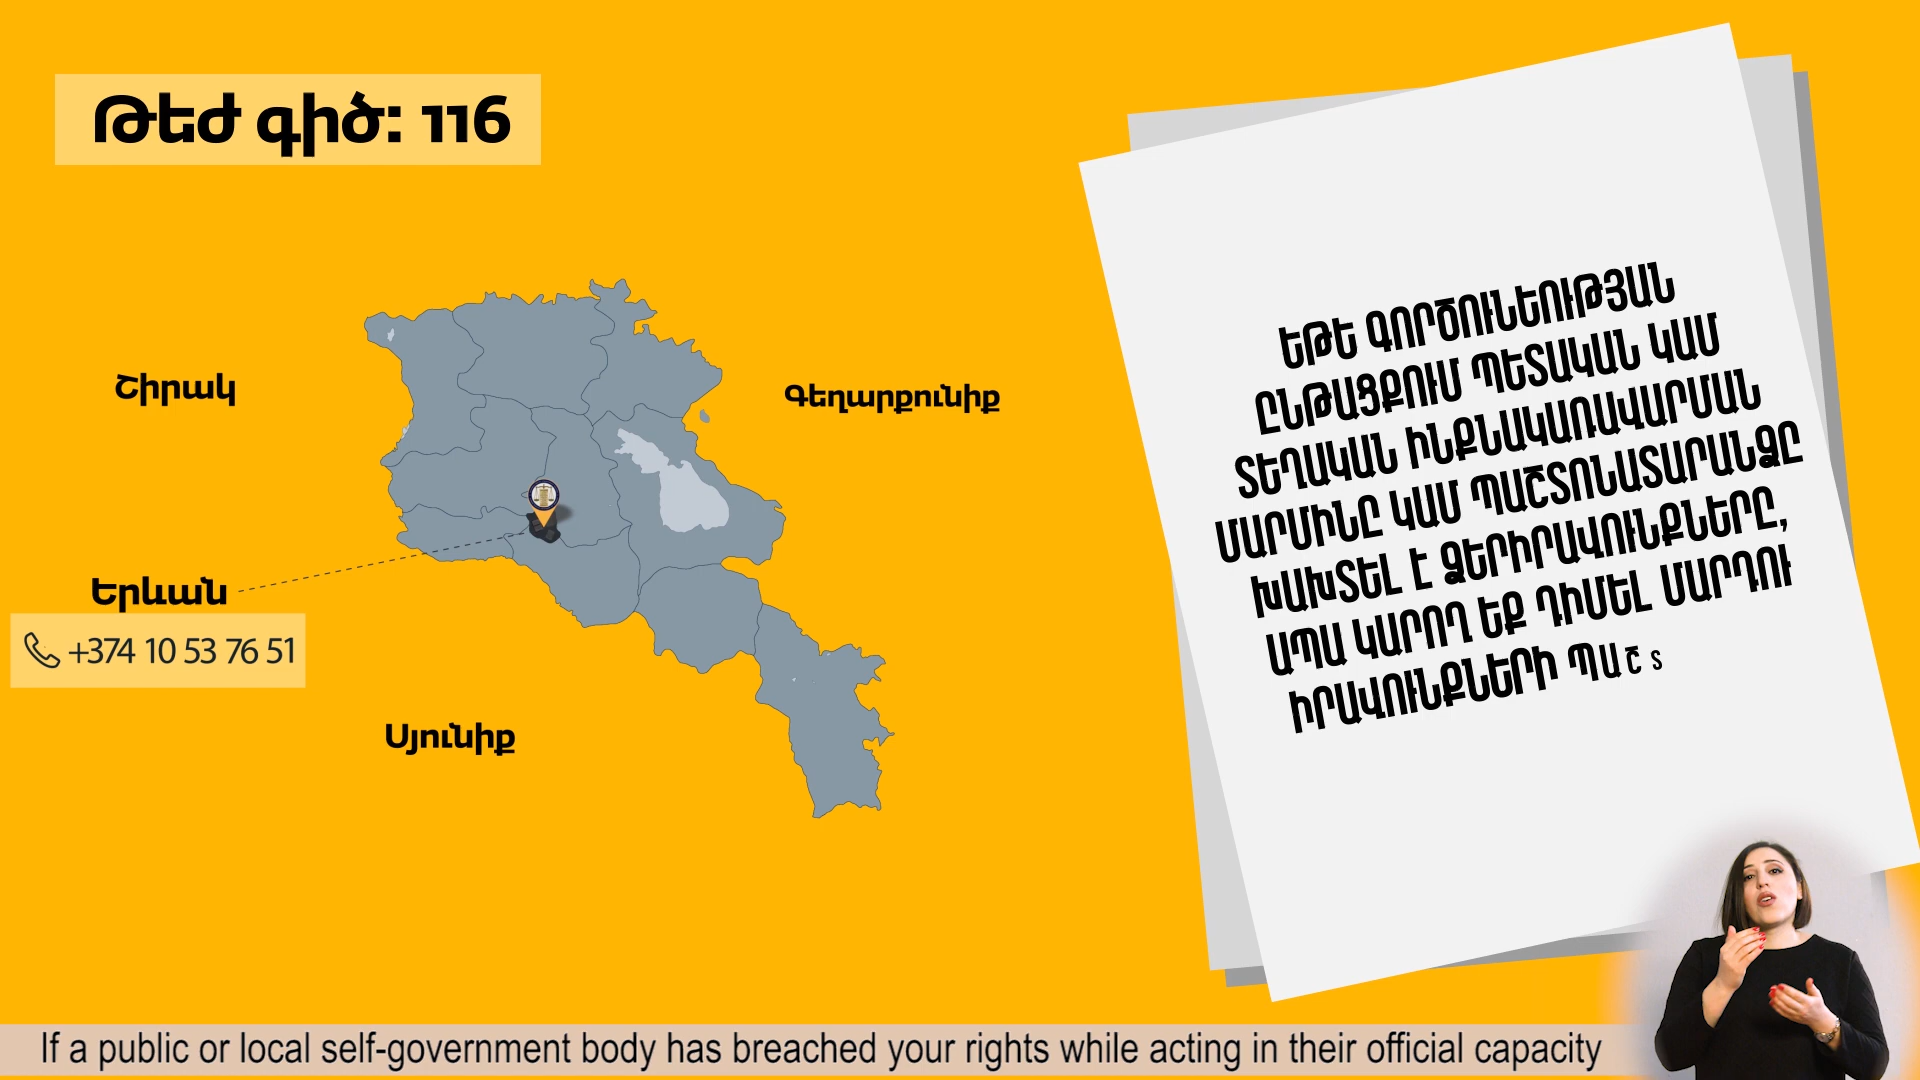 Թեժ գիծ: 116
Շիրակ
Գեղարքունիք
Երևան
+374 10 53 76 51
Սյունիք
ԵԹԵ ԳՈՐԾՈՒՆԵՈՒԹՅԱՆ
ԸՆԹԱՑՔՈՒՄ ՊԵՏԱԿԱՆ ԿԱՄ
ՏԵՂԱԿԱՆ ԻՆՔՆԱԿԱՌԱՎԱՐՄԱՆ
ՄԱՐՄԻՆԸ ԿԱՄ ՊԱՇՏՈՆԱՏԱՐԱՆՁԸ
ԽԱԽՏԵԼ Է ՁԵՐԻՐԱՎՈՒՆՔՆԵՐԸ,
ԱՊԱ ԿԱՐՈՂ ԵՔ ԴԻՄԵԼ ՄԱՐԴՈՒ
ԻՐԱՎՈՒՆՔՆԵՐԻ ՊԱՇՏ
If a public or local self-government body has breached your rights while acting in their official capacity